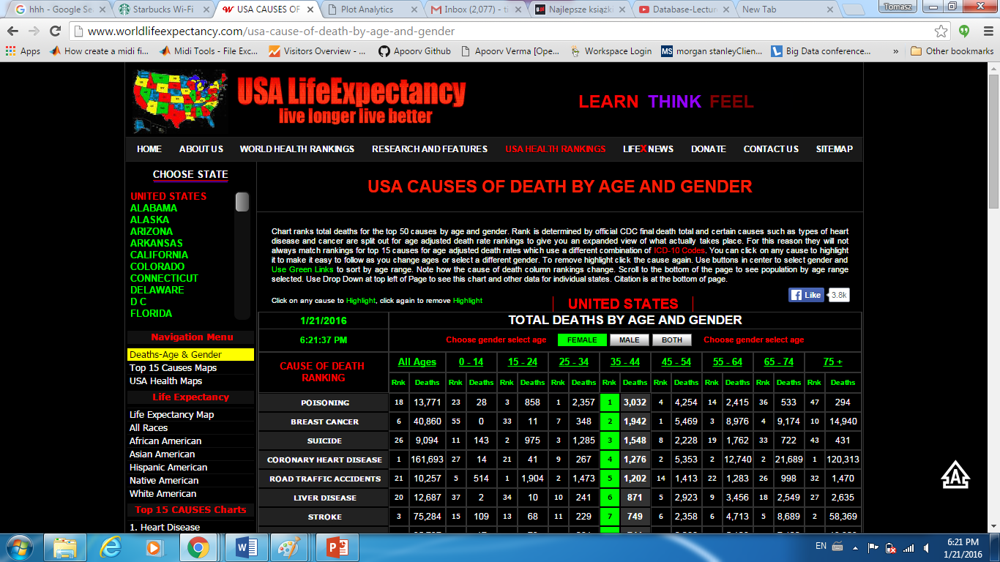 hhh - Google Se
Starbucks Wi-Fi
USA CAUSES OF
Plot Analytics
Inbox (2,077) - ti
Najlepsze książki
Database-Lectur
New Tab
Tomasz
www.worldlifeexpectancy.com/usa-cause-of-death-by-age-and-gender
Apps
How create a midi fi...
Midi Tools - File Exc...
Visitors Overview - ...
Apoorv Github
Apoorv Verma [Ope...
Workspace Login
MS morgan stanleyClien...
Big Data conference...
»
Other bookmarks
USA LifeExpectancy
live longer live better
LEARN THINK FEEL
HOME ABOUT US WORLD HEALTH RANKINGS RESEARCH AND FEATURES USA HEALTH RANKINGS LIFEXNEWS DONATE CONTACT US SITEMAP
CHOOSE STATE
UNITED STATES
ALABAMA
ALASKA
ARIZONA
ARKANSAS
CALIFORNIA
COLORADO
CONNECTICUT
DELAWARE
D C
FLORIDA
Navigation Menu
Deaths-Age & Gender
Top 15 Causes Maps
USA Health Maps
Life Expectancy
Life Expectancy Map
All Races
African American
Asian American
Hispanic American
Native American
White American
Top 15 CAUSES Charts
1. Heart Disease
USA CAUSES OF DEATH BY AGE AND GENDER
Chart ranks total deaths for the top 50 causes by age and gender. Rank is determined by official CDC final death total and certain causes such as types of heart
disease and cancer are split out for age adjusted death rate rankings to give you an expanded view of what actually takes place. For this reason they will not
always match rankings for top 15 causes for age adjusted death rates which use a different combination of ICD-10 Codes. You can click on any cause to highlight
it to make it easy to follow as you change ages or select a different gender. To remove highlight click the cause again. Use buttons in center to select gender and
Use Green Links to sort by age range. Note how the cause of death column rankings change. Scroll to the bottom of the page to see population by age range
selected. Use Drop Down at top left of Page to see this chart and other data for individual states. Citation is at the bottom of page.
Like 3.8k
Click on any cause to Highlight, click again to remove Highlight
UNITED STATES
1/21/2016 TOTAL DEATHS BY AGE AND GENDER
6:21:37 PM Choose gender select age FEMALE MALE BOTH Choose gender select age
CAUSE OF DEATH
RANKING
All Ages 0 - 14 15 - 24 25 - 34 35 - 44 45 - 54 55 - 64 65 - 74 75 +
Rnk Deaths Rnk Deaths Rnk Deaths Rnk Deaths Rnk Deaths Rnk Deaths Rnk Deaths Rnk Deaths Rnk Deaths
POISONING 18 13,771 23 28 3 858 1 2,357 1 3,032 4 4,254 14 2,415 36 533 47 294
BREAST CANCER 6 40,860 55 0 33 11 7 348 2 1,942 1 5,469 3 8,976 4 9,174 10 14,940
SUICIDE 26 9,094 11 143 2 975 3 1,285 3 1,548 8 2,228 19 1,762 33 722 43 431
CORONARY HEART DISEASE 1 161,693 27 14 21 41 9 267 4 1,276 2 5,353 2 12,740 2 21,689 1 120,313
ROAD TRAFFIC ACCIDENTS 21 10,257 5 514 1 1,904 2 1,473 5 1,202 14 1,413 22 1,283 26 998 32 1,470
LIVER DISEASE 20 12,687 37 2 34 10 10 241 6 871 5 2,923 9 3,456 18 2,549 27 2,635
STROKE 3 75,284 15 109 13 68 11 229 7 749 6 2,358 6 4,713 5 8,689 2 58,369
A
EN
6:21 PM
1/21/2016